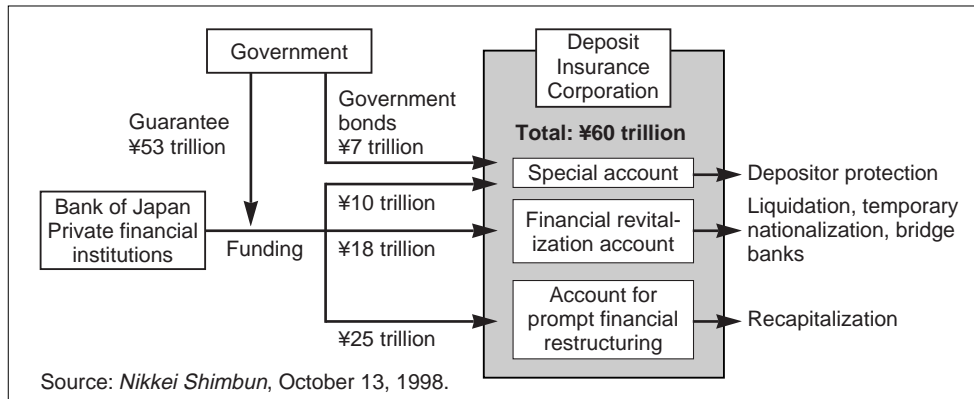 Government
Deposit
Insurance
Corporation
Guarantee
¥53 trillion
Government
bonds
¥7 trillion
Total: ¥60 trillion
Special account
Depositor protection
Bank of Japan
Private financial
institutions
Funding
¥10 trillion
¥18 trillion
Financial revital-
ization account
Liquidation, temporary
nationalization, bridge
banks
¥25 trillion
Account for
prompt financial
restructuring
Recapitalization
Source: Nikkei Shimbun, October 13, 1998.